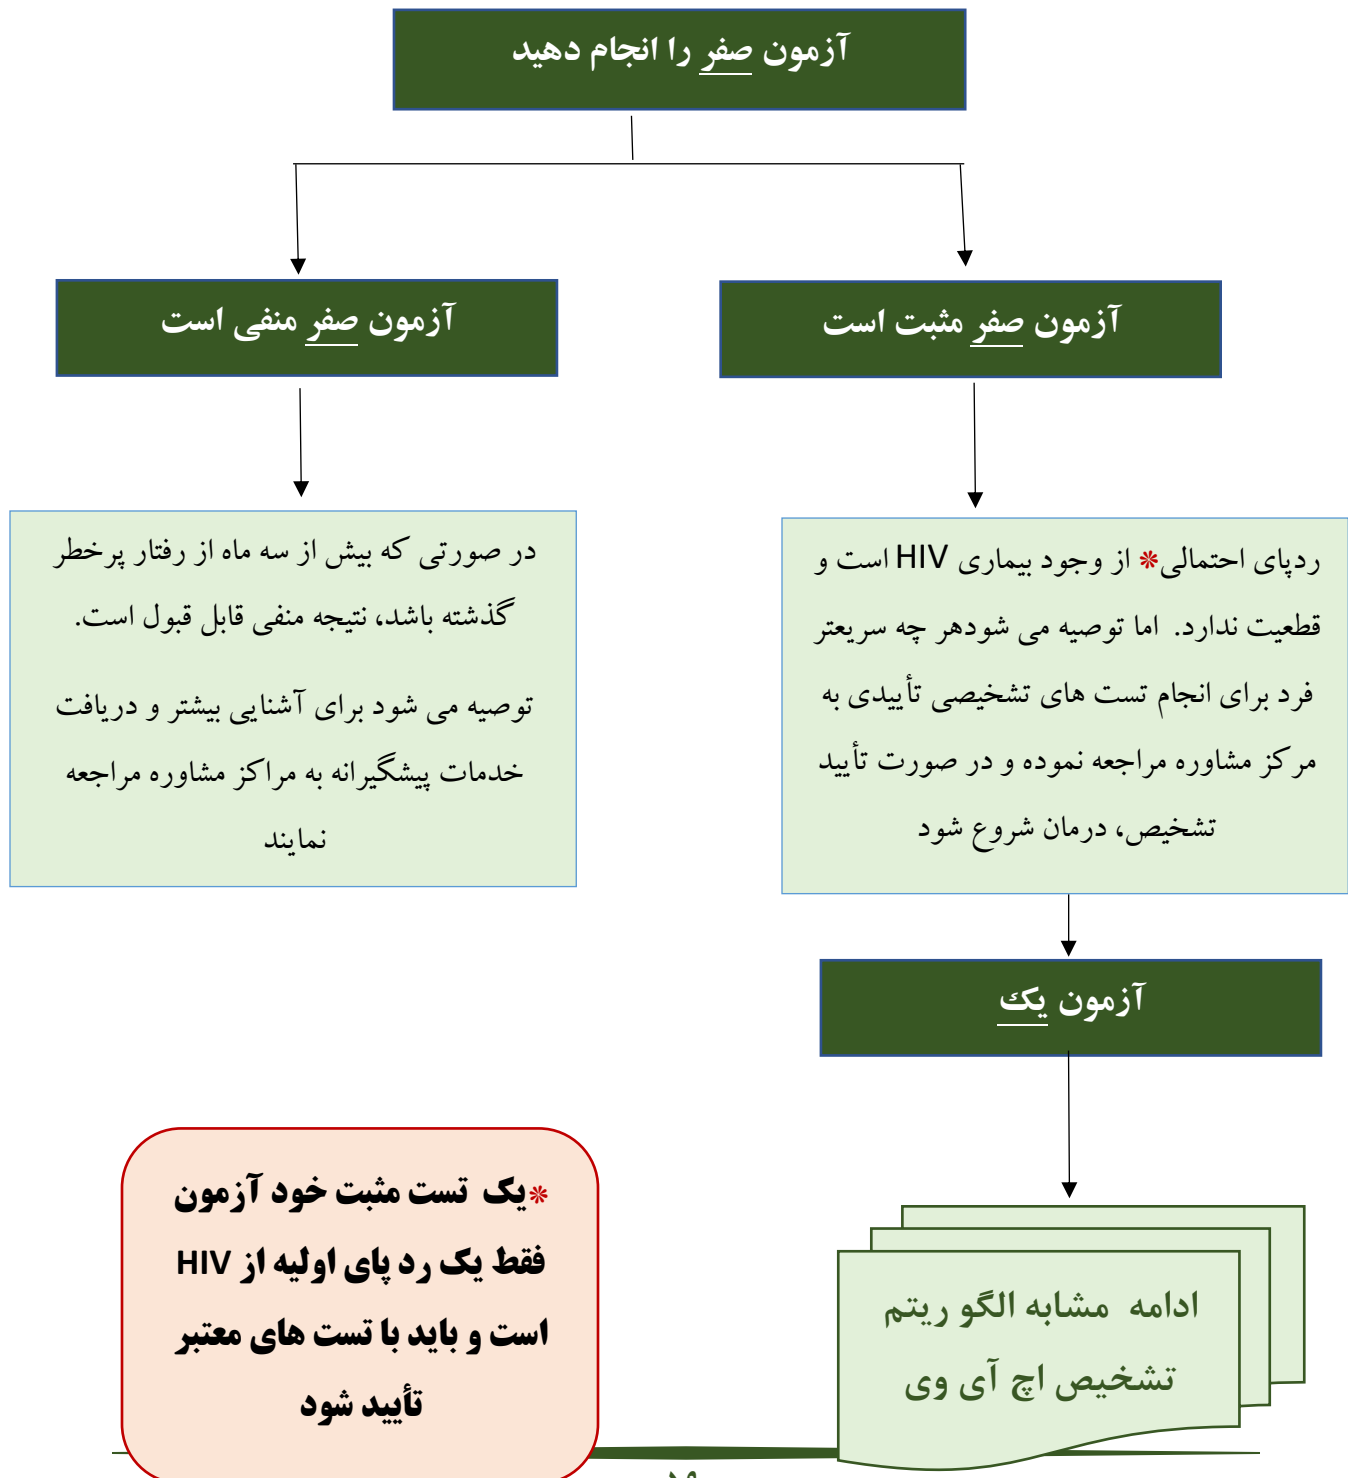 آزمون صفر را انجام دهید
آزمون صفر مثبت است
آزمون صفر منفی است
ردپای احتمالی* از وجود بیماری HIV است و
قطعیت ندارد. اما توصیه می شودهر چه سریعتر
فرد برای انجام تست های تشخیصی تأییدی به
مرکز مشاوره مراجعه نموده و در صورت تأیید
تشخیص، درمان شروع شود
در صورتی که بیش از سه ماه از رفتار پرخطر
گذشته باشد، نتیجه منفی قابل قبول است.
توصیه می شود برای آشنایی بیشتر و دریافت
خدمات پیشگیرانه به مراکز مشاوره مراجعه
نمایند
آزمون یک
ادامه مشابه الگو ریتم
تشخیص اچ آی وی
*یک تست مثبت خود آزمون
فقط یک رد پای اولیه از HIV
است و باید با تست های معتبر
تأیید شود